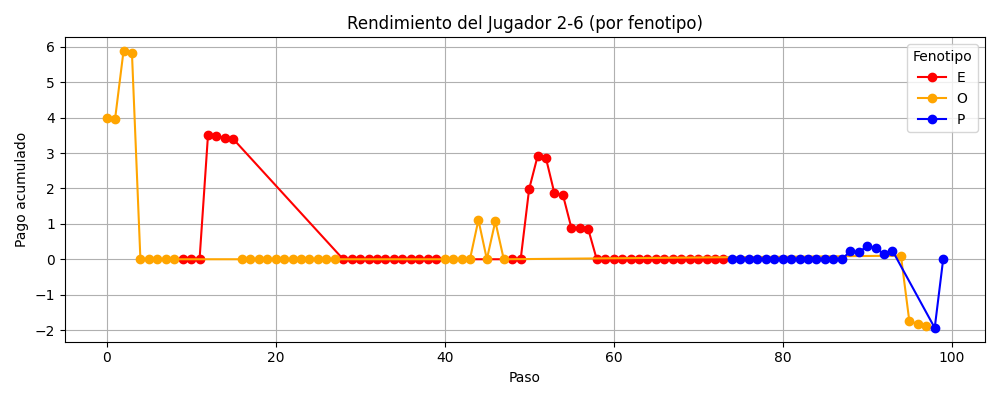 Rendimiento del Jugador 2-6 (por fenotipo)
Pago acumulado
6
5
4
3
2
1
0
−1
−2
Fenotipo
E
O
P
0
20
40
60
80
100
Paso